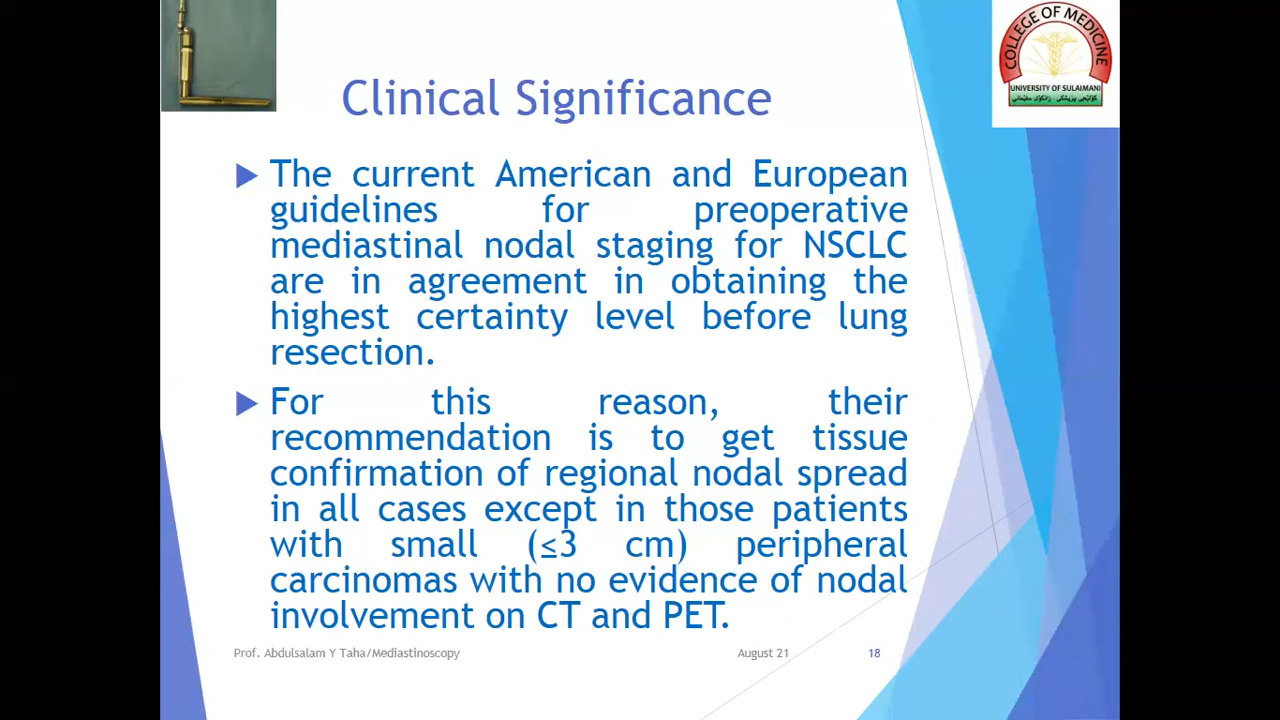 COLLEGE OF MEDICINE
UNIVERSITY OF SULAIMANI
كۆلێجی پزیشكی - زانكۆی سلێمانی
Clinical Significance
The current American and European
guidelines for preoperative
mediastinal nodal staging for NSCLC
are in agreement in obtaining the
highest certainty level before lung
resection.
For this reason, their
recommendation is to get tissue
confirmation of regional nodal spread
in all cases except in those patients
with small (≤3 cm) peripheral
carcinomas with no evidence of nodal
involvement on CT and PET.
Prof. Abdulsalam Y Taha/Mediastinoscopy August 21 18